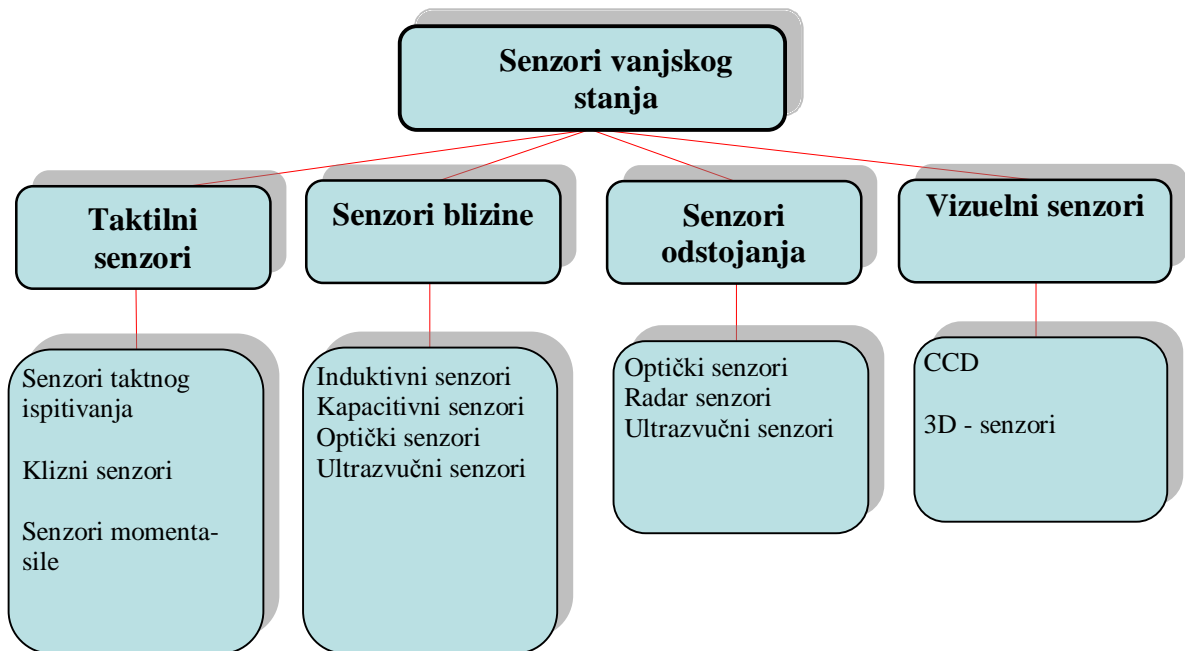 Senzori vanjskog
stanja
Taktilni
senzori
Senzori blizine
Senzori
odstojanja
Vizuelni senzori
Senzori taktnog
ispitivanja
Klizni senzori
Senzori momenta-
sile
Induktivni senzori
Kapacitivni senzori
Optički senzori
Ultrazvučni senzori
Optički senzori
Radar senzori
Ultrazvučni senzori
CCD
3D - senzori